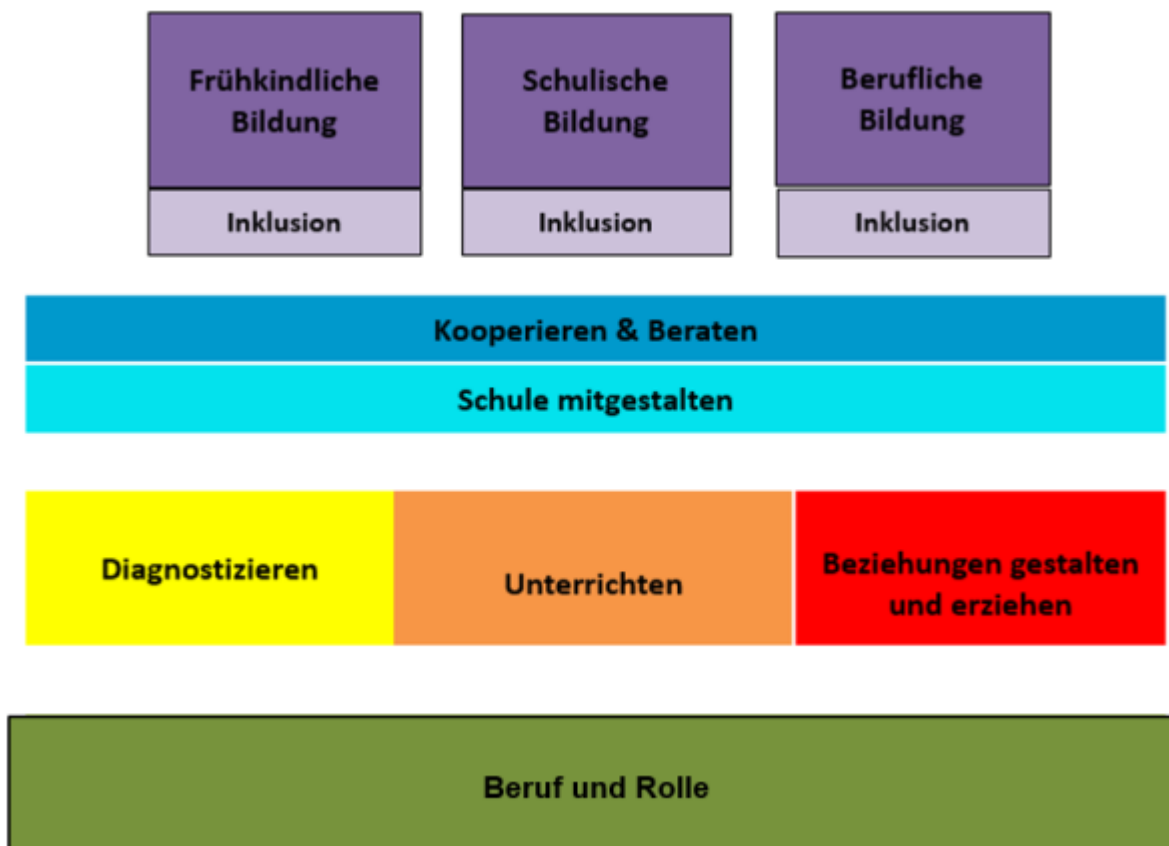 Frühkindliche
Bildung
Schulische
Bildung
Berufliche
Bildung
Inklusion
Inklusion
Inklusion
Kooperieren & Beraten
Schule mitgestalten
Diagnostizieren
Unterrichten
Beziehungen gestalten
und erziehen
Beruf und Rolle